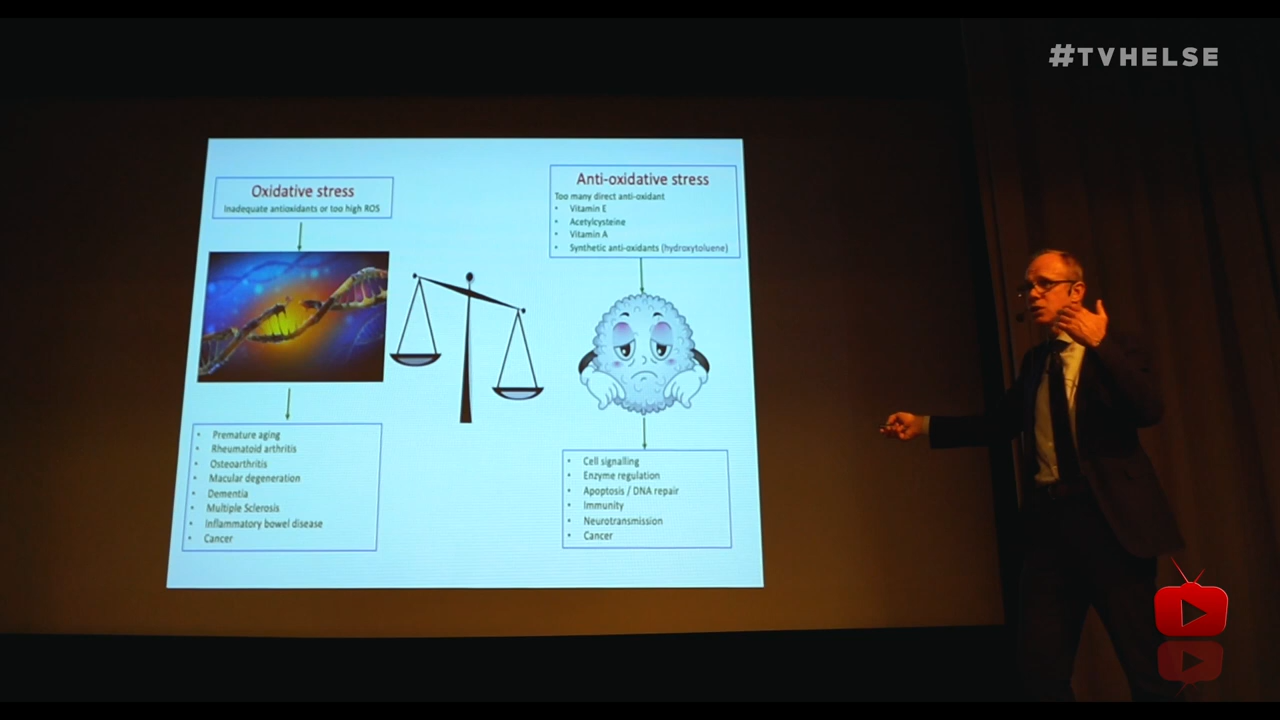 #TVHELSE
Oxidative stress
Inadequate antioxidants or too high ROS
Anti-oxidative stress
Too many direct anti-oxidant
• Vitamin E
• Acetylcysteine
• Vitamin A
• Synthetic anti-oxidants (hydroxytoluene)
• Premature aging
• Rheumatoid arthritis
• Osteoarthritis
• Macular degeneration
• Dementia
• Multiple Sclerosis
• Inflammatory bowel disease
• Cancer
• Cell signalling
• Enzyme regulation
• Apoptosis / DNA repair
• Immunity
• Neurotransmission
• Cancer